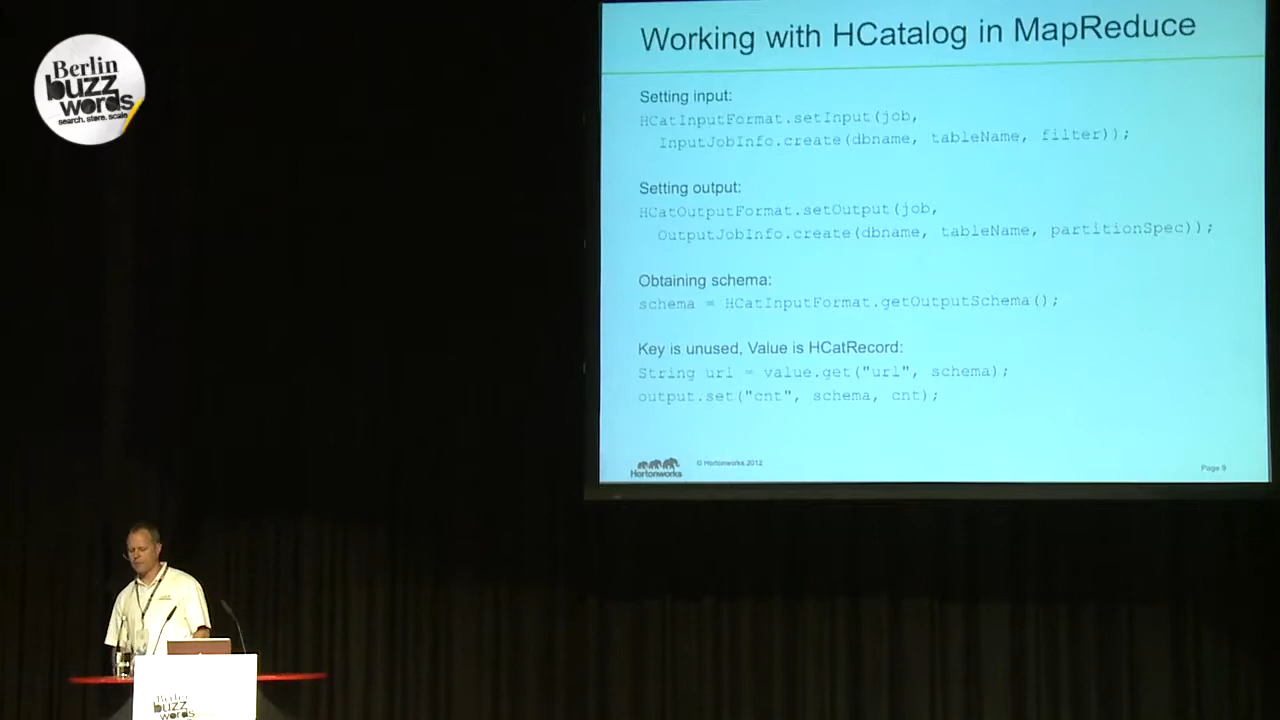 Berlin
buzz
words
search. store. scale
Working with HCatalog in MapReduce
Setting input:
HCatInputFormat.setInput(job,
InputJobInfo.create(dbname, tableName, filter));
Setting output:
HCatOutputFormat.setOutput(job,
OutputJobInfo.create(dbname, tableName, partitionSpec));
Obtaining schema:
schema = HCatInputFormat.getOutputSchema();
Key is unused, Value is HCatRecord:
String url = value.get("url", schema);
output.set("cnt", schema, cnt);
Hortonworks
© Hortonworks 2012
Page 9
Berlin
buzz
words